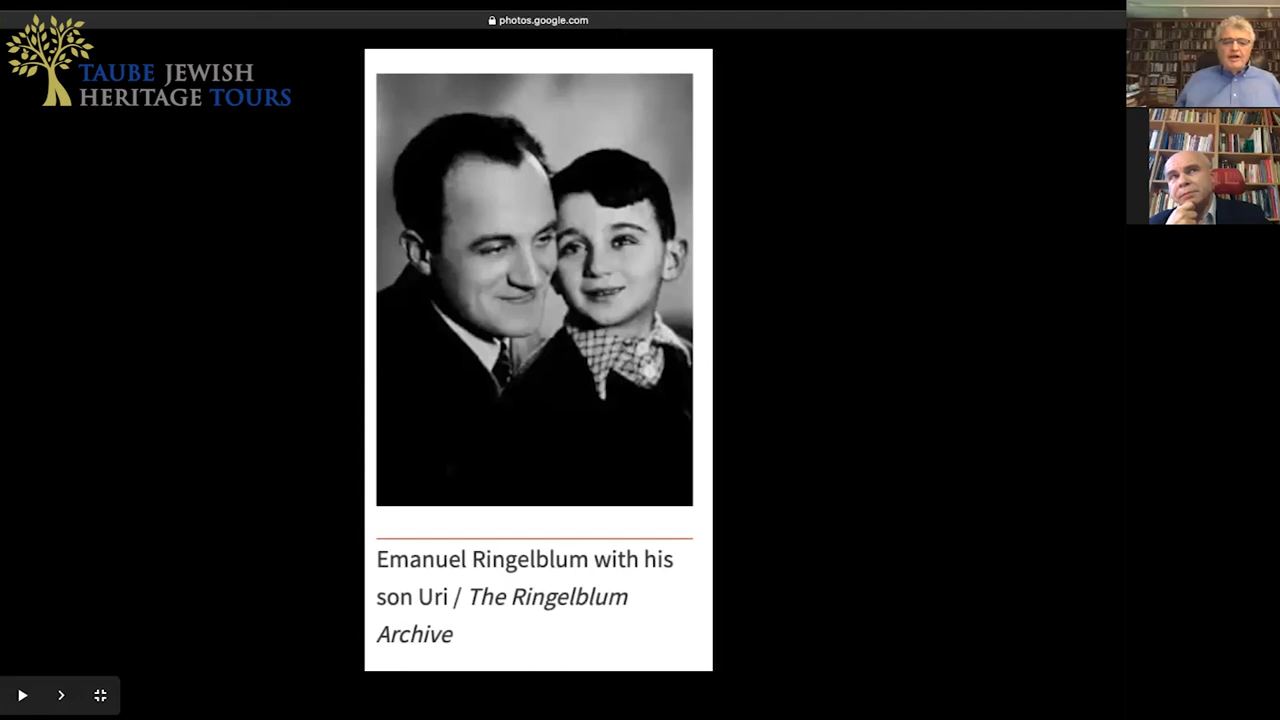 photos.google.com
TAUBE JEWISH
HERITAGE TOURS
Emanuel Ringelblum with his
son Uri / The Ringelblum
Archive